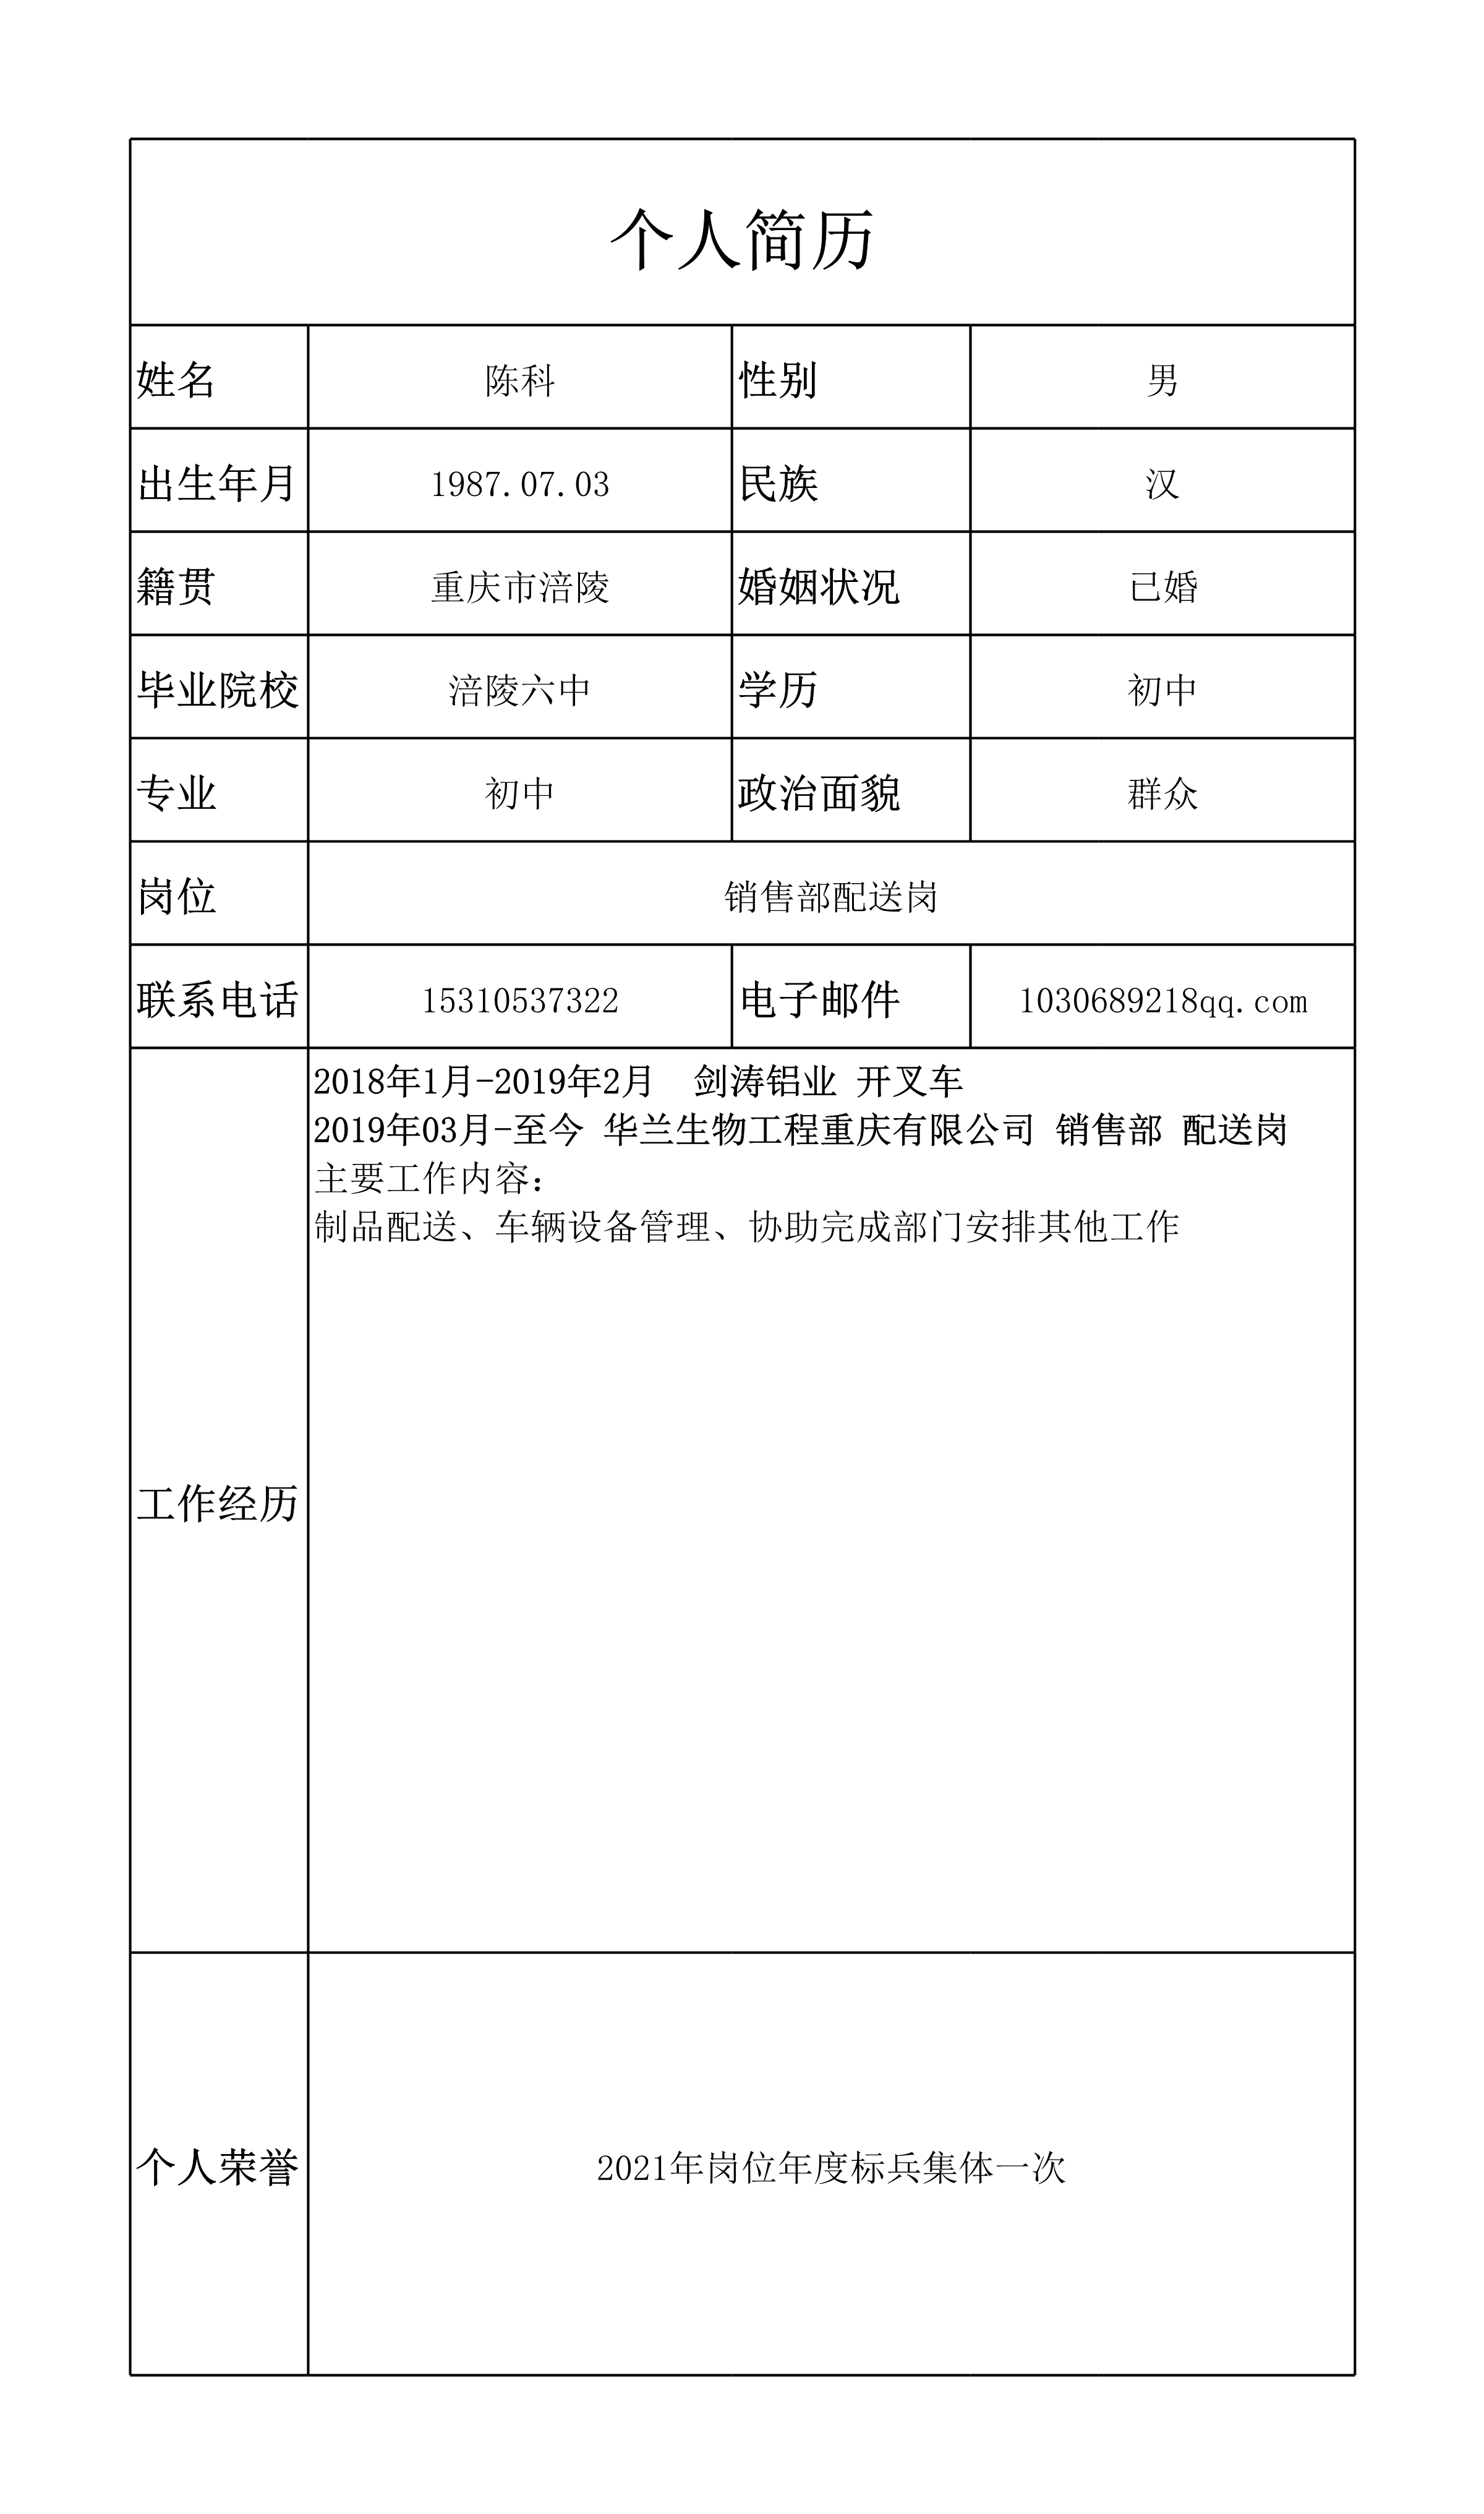 个人简历
姓名 陈科 性别 男
出生年月 1987.07.03 民族 汉
籍贯 重庆市涪陵 婚姻状况 已婚
毕业院校 涪陵六中 学历 初中
专业 初中 政治面貌 群众
岗位 销售部配送岗
联系电话 15310537322 电子邮件 1030689218qq.com
2018年1月-2019年2月  剑涛铝业 开叉车
2019年03月-至今 华兰生物工程重庆有限公司 销售部 配送岗
主要工作内容：
制品配送、车辆设备管理、协助完成部门安排其他工作
工作经历
个人荣誉 2021年岗位年度标兵集体一次